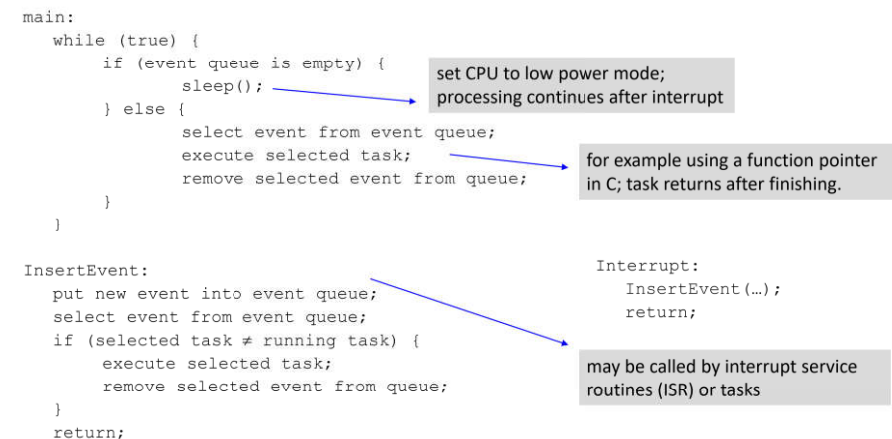 main:
while (true) {
if (event queue is empty) {
sleep();
set CPU to low power mode;
processing continues after interrupt
} else {
select event from event queue;
execute selected task;
remove selected event from queue;
for example using a function pointer
in C; task returns after finishing.
}
}
InsertEvent:
put new event into event queue;
select event from event queue;
if (selected task ≠ running task) {
execute selected task;
remove selected event from queue;
}
return;
Interrupt:
InsertEvent(…);
return;
may be called by interrupt service
routines (ISR) or tasks